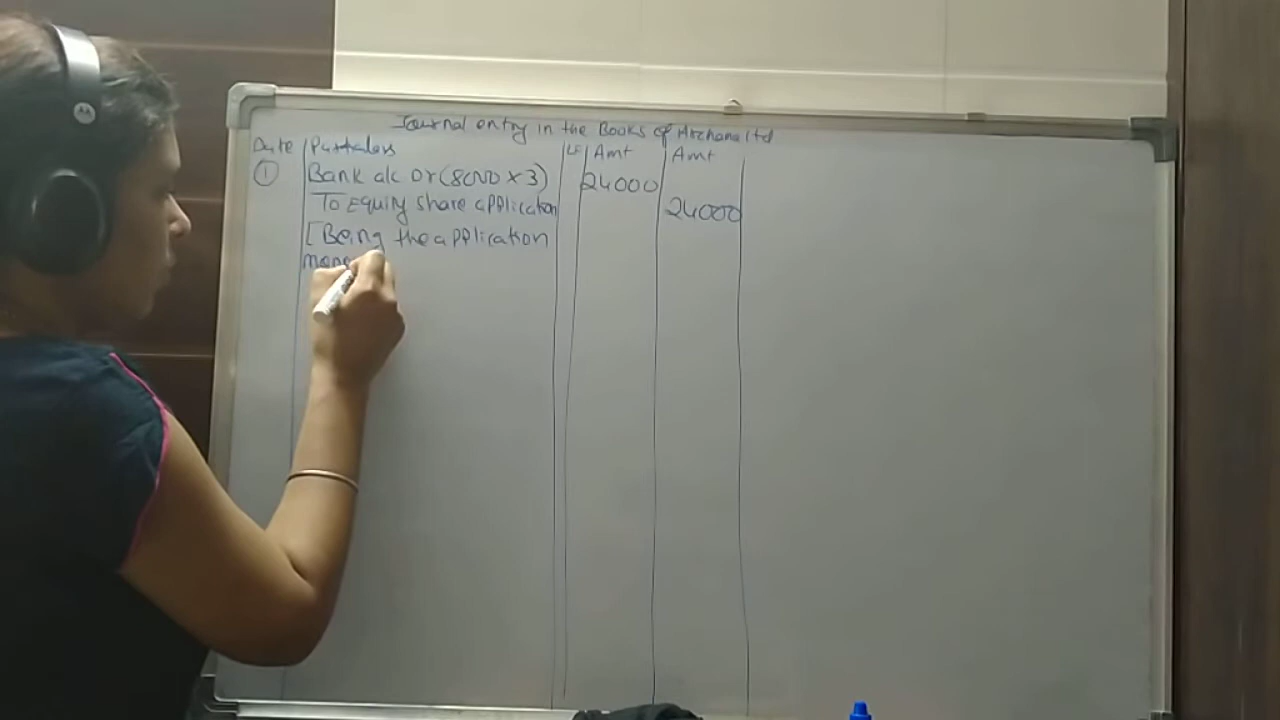 Journal entry in the Books of Archana ltd
Date Particulars LF Amt Amt
① Bank a/c Dr (8000 × 3) 24000
To Equity share application 24000
[Being the application
mone